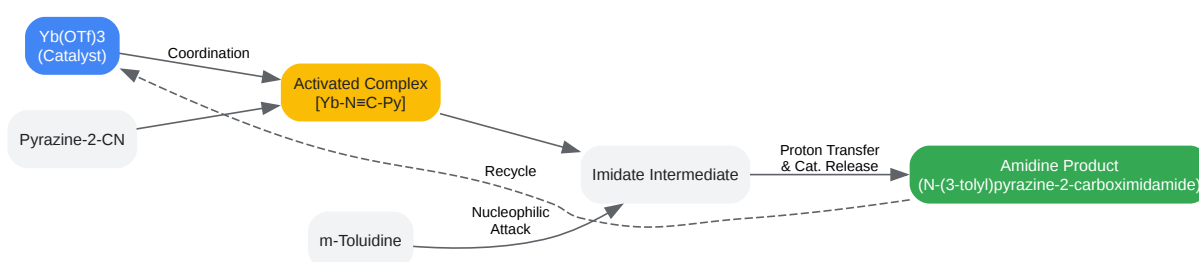 Yb(OTf)3
(Catalyst)
Coordination
Activated Complex
[Yb-N≡C-Py]
Pyrazine-2-CN
Recycle
Imidate Intermediate
Proton Transfer
& Cat. Release
Amidine Product
(N-(3-tolyl)pyrazine-2-carboximidamide)
Nucleophilic
Attack
m-Toluidine